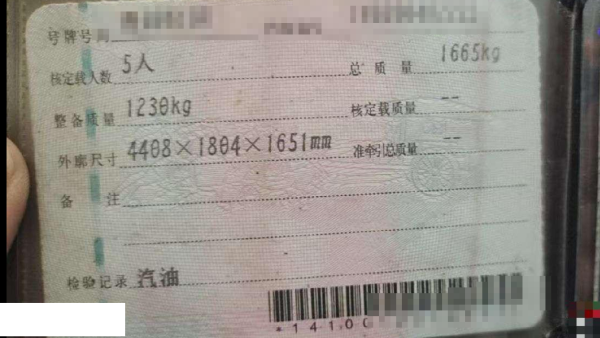 号牌号码
核定载人数 5人 总质量 1665kg
整备质量 1230kg 核定载质量 --
外廓尺寸 4408×1804×1651mm 准牵引总质量 --
备注
检验记录 汽油
*14100